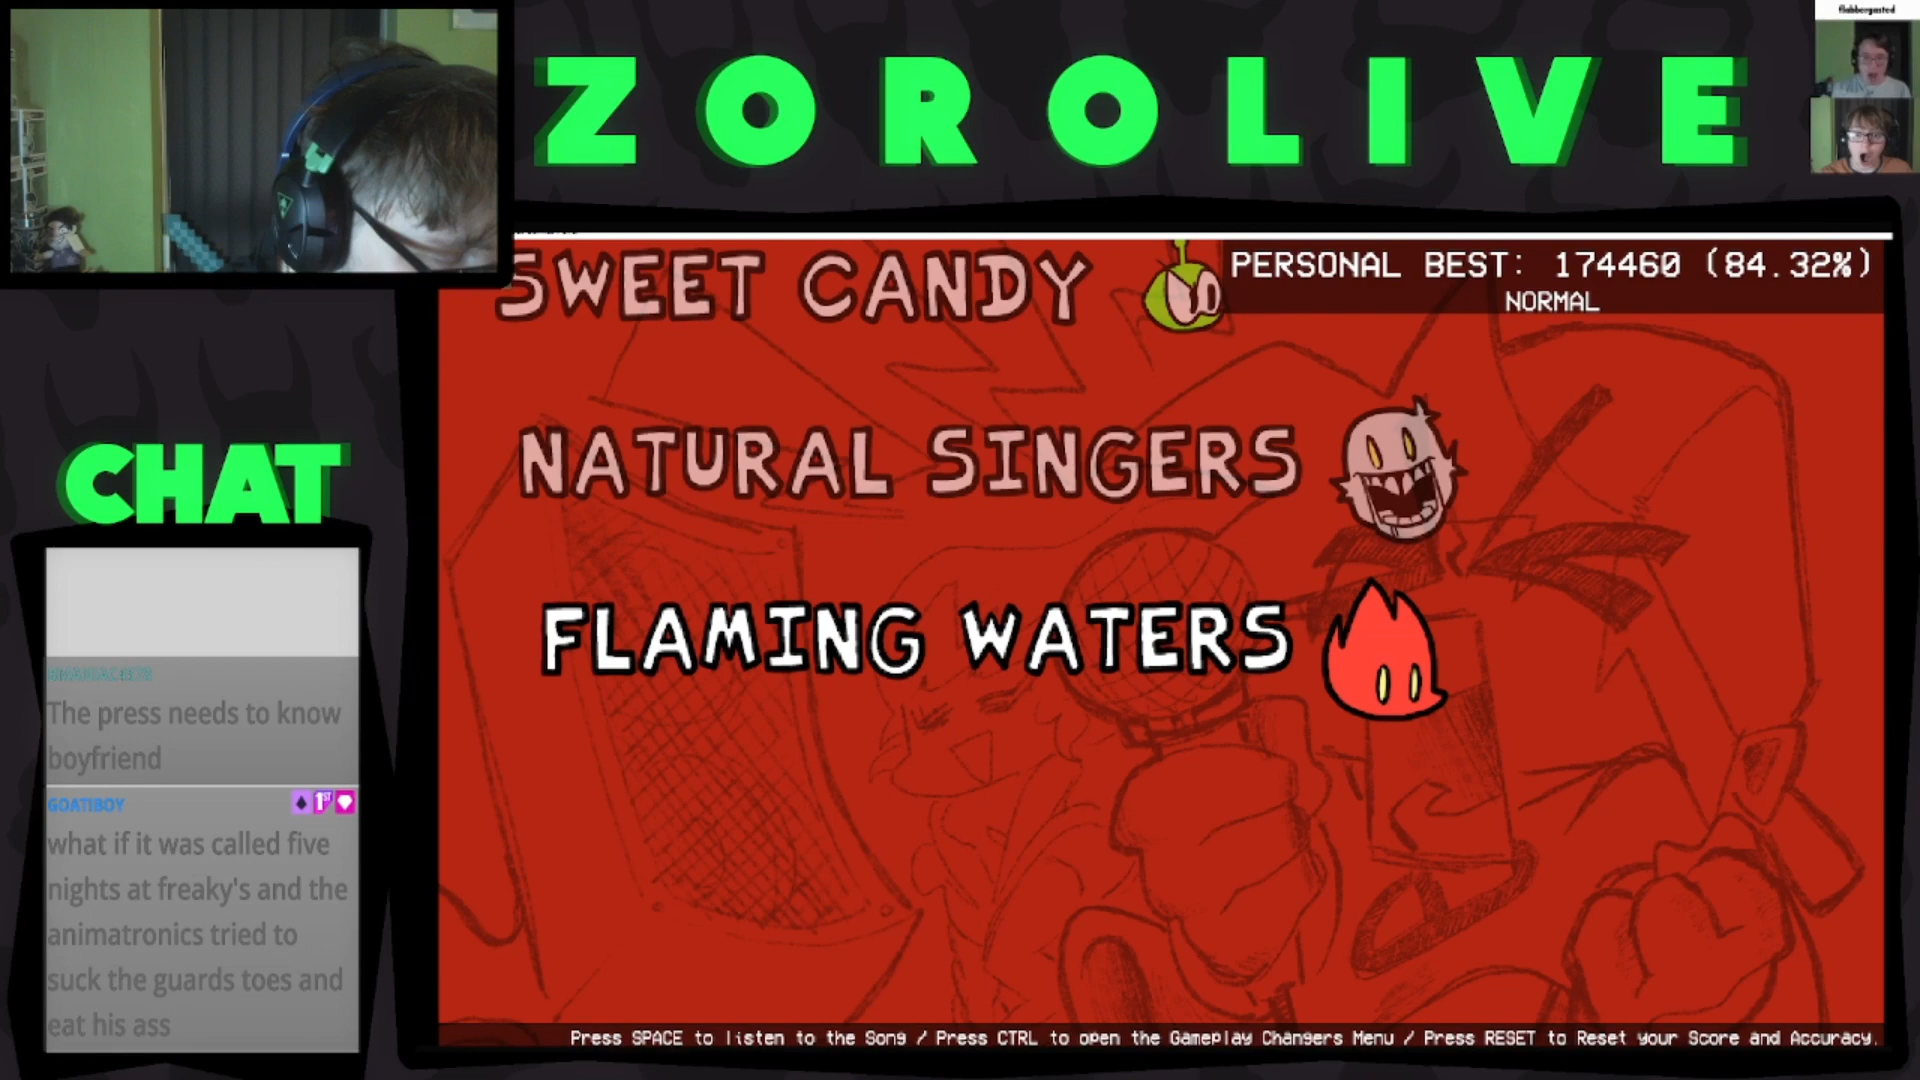 flabbergasted
ZOROLIVE
SWEET CANDY
PERSONAL BEST: 174460 (84.32%)
NORMAL
NATURAL SINGERS
FLAMING WATERS
CHAT
The press needs to know
boyfriend
GOATIBOY
1ST
what if it was called five
nights at freaky's and the
animatronics tried to
suck the guards toes and
eat his ass
Press SPACE to listen to the Song / Press CTRL to open the Gameplay Changers Menu / Press RESET to Reset your Score and Accuracy.